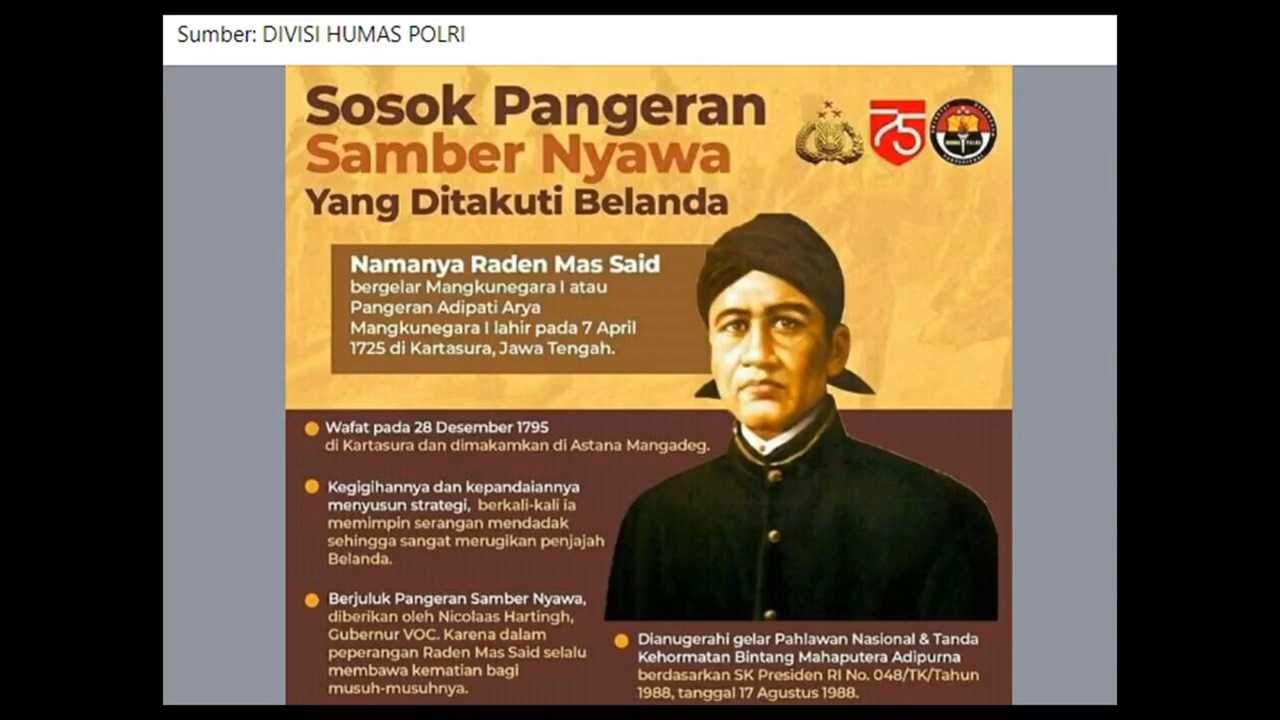 Sumber: DIVISI HUMAS POLRI
Sosok Pangeran
Samber Nyawa
Yang Ditakuti Belanda
75
Namanya Raden Mas Said
bergelar Mangkunegara I atau
Pangeran Adipati Arya
Mangkunegara I lahir pada 7 April
1725 di Kartasura, Jawa Tengah.
Wafat pada 28 Desember 1795
di Kartasura dan dimakamkan di Astana Mangadeg.
Kegigihannya dan kepandaiannya
menyusun strategi, berkali-kali ia
memimpin serangan mendadak
sehingga sangat merugikan penjajah
Belanda.
Berjuluk Pangeran Samber Nyawa,
diberikan oleh Nicolaas Hartingh,
Gubernur VOC. Karena dalam
peperangan Raden Mas Said selalu
membawa kematian bagi
musuh-musuhnya.
Dianugerahi gelar Pahlawan Nasional & Tanda
Kehormatan Bintang Mahaputera Adipurna
berdasarkan SK Presiden RI No. 048/TK/Tahun
1988, tanggal 17 Agustus 1988.